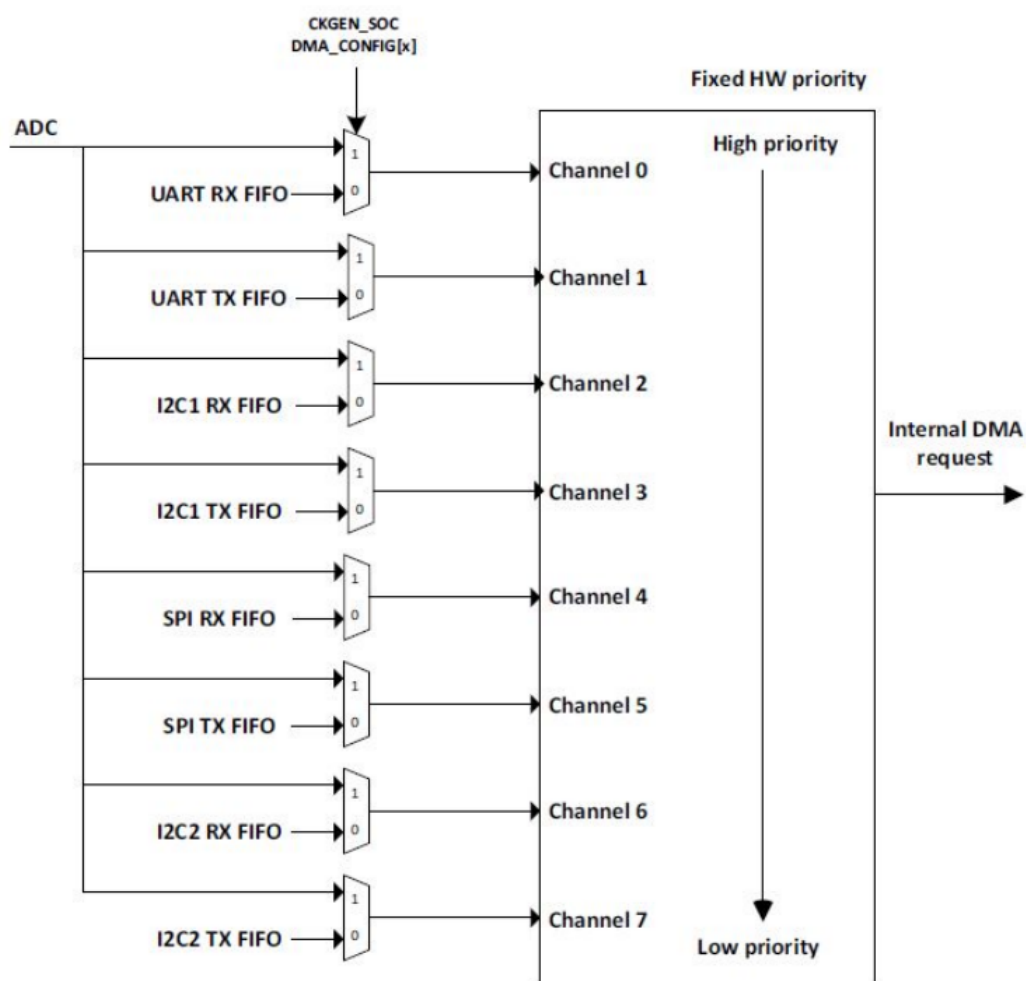 CKGEN_SOC
DMA_CONFIG[x]
Fixed HW priority
ADC
High priority
1
Channel 0
UART RX FIFO
0
1
Channel 1
UART TX FIFO
0
1
Channel 2
I2C1 RX FIFO
0
Internal DMA
request
1
Channel 3
I2C1 TX FIFO
0
1
Channel 4
SPI RX FIFO
0
1
Channel 5
SPI TX FIFO
0
1
Channel 6
I2C2 RX FIFO
0
1
Channel 7
I2C2 TX FIFO
0
Low priority